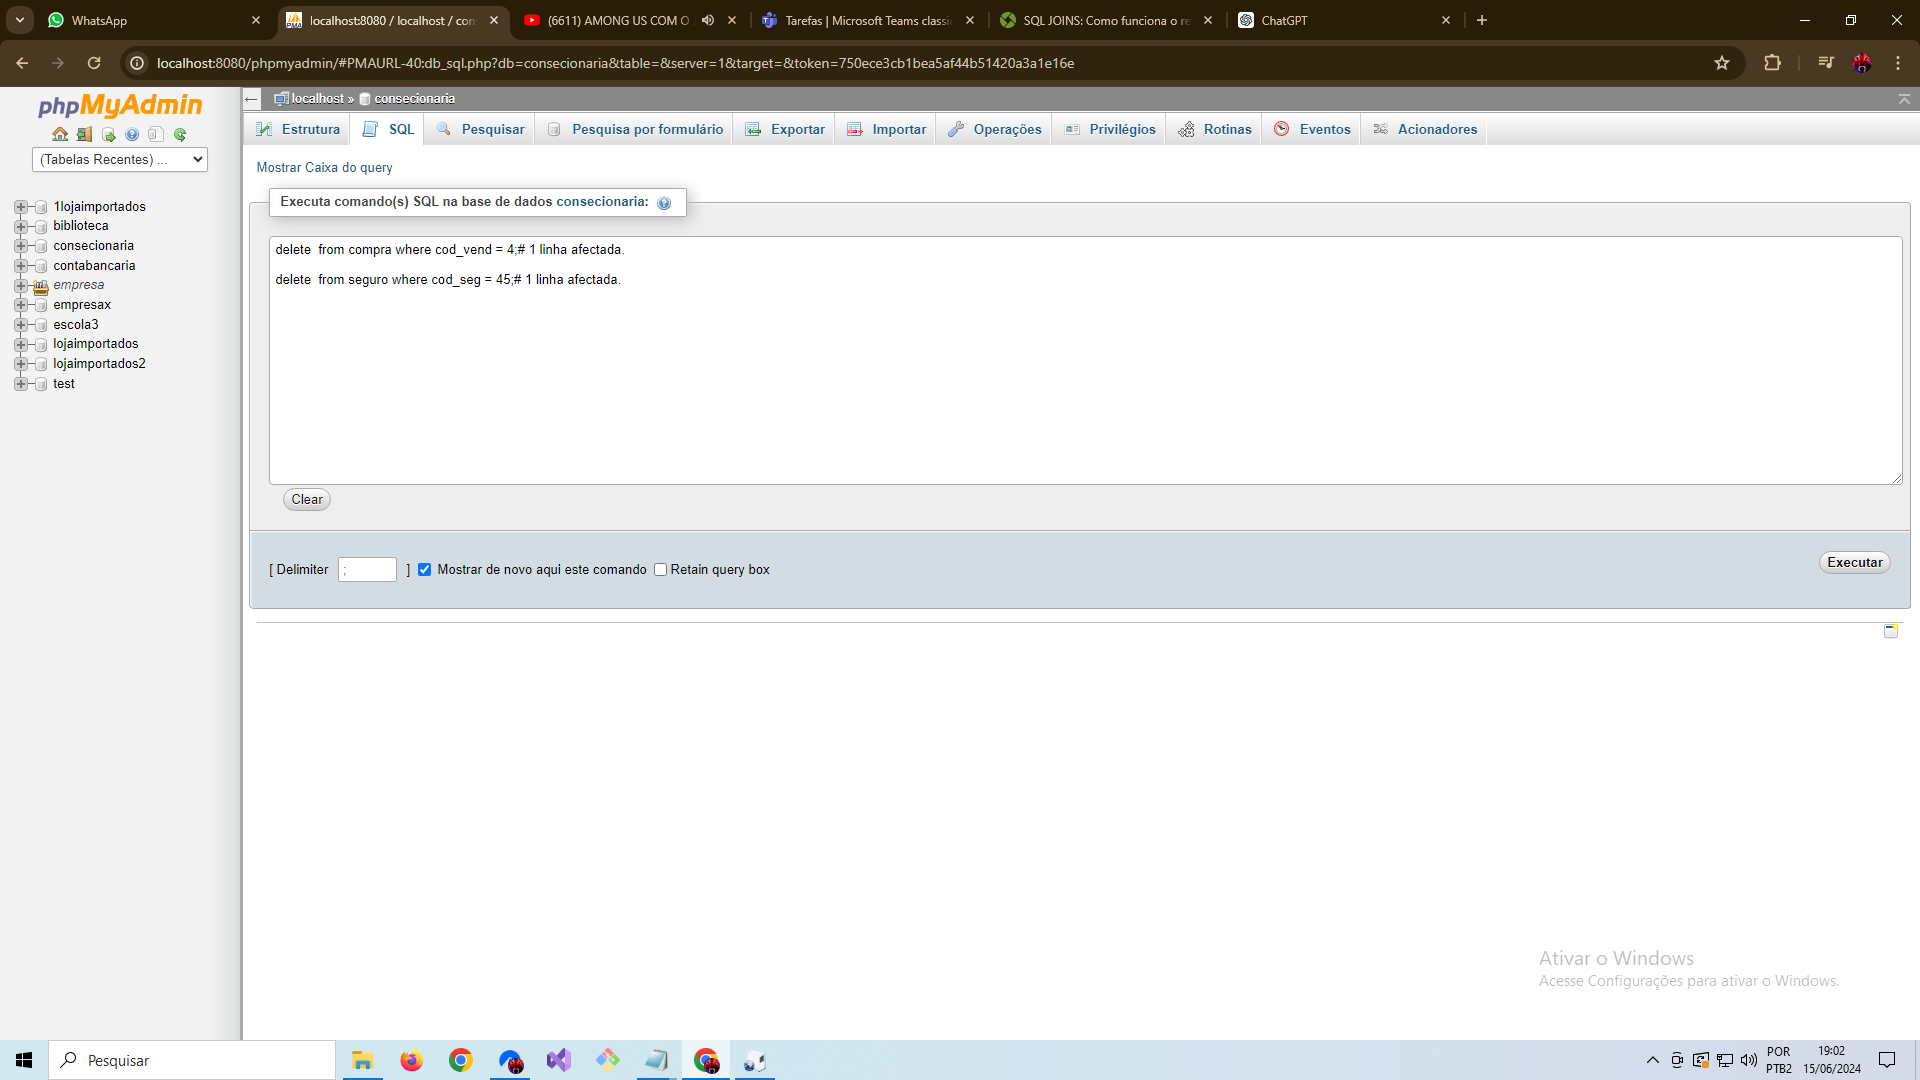 WhatsApp
localhost:8080 / localhost / con
(6611) AMONG US COM O
Tarefas | Microsoft Teams classi
SQL JOINS: Como funciona o re
ChatGPT
localhost:8080/phpmyadmin/#PMAURL-40:db_sql.php?db=consecionaria&table=&server=1&target=&token=750ece3cb1bea5af44b51420a3a1e16e
phpMyAdmin
(Tabelas Recentes) ...
1lojaimportados
biblioteca
consecionaria
contabancaria
empresa
empresax
escola3
lojaimportados
lojaimportados2
test
localhost » consecionaria
Estrutura
SQL
Pesquisar
Pesquisa por formulário
Exportar
Importar
Operações
Privilégios
Rotinas
Eventos
Acionadores
Mostrar Caixa do query
Executa comando(s) SQL na base de dados consecionaria:
delete  from compra where cod_vend = 4;# 1 linha afectada.
delete  from seguro where cod_seg = 45;# 1 linha afectada.
Clear
[ Delimiter ; ] Mostrar de novo aqui este comando Retain query box
Executar
Ativar o Windows
Acesse Configurações para ativar o Windows.
Pesquisar
POR
PTB2
19:02
15/06/2024